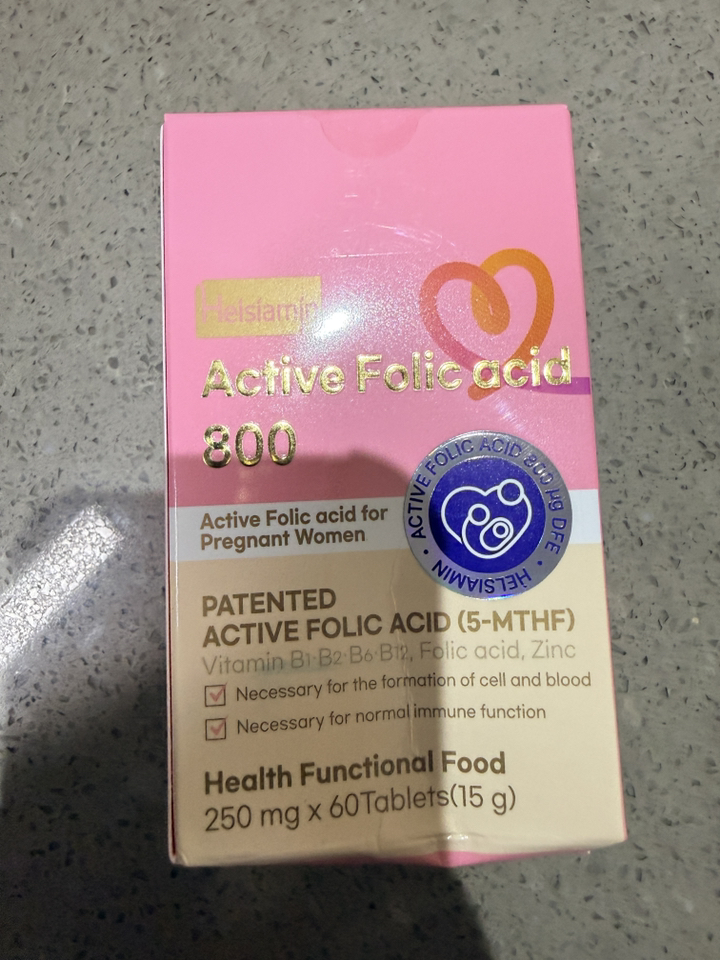 Helsiamin
Active Folic acid
800
ACTIVE FOLIC ACID 800 μg DFE • HELSIAMIN •
Active Folic acid for
Pregnant Women
PATENTED
ACTIVE FOLIC ACID (5-MTHF)
Vitamin B1·B2·B6·B12, Folic acid, Zinc
Necessary for the formation of cell and blood
Necessary for normal immune function
Health Functional Food
250 mg x 60Tablets(15 g)